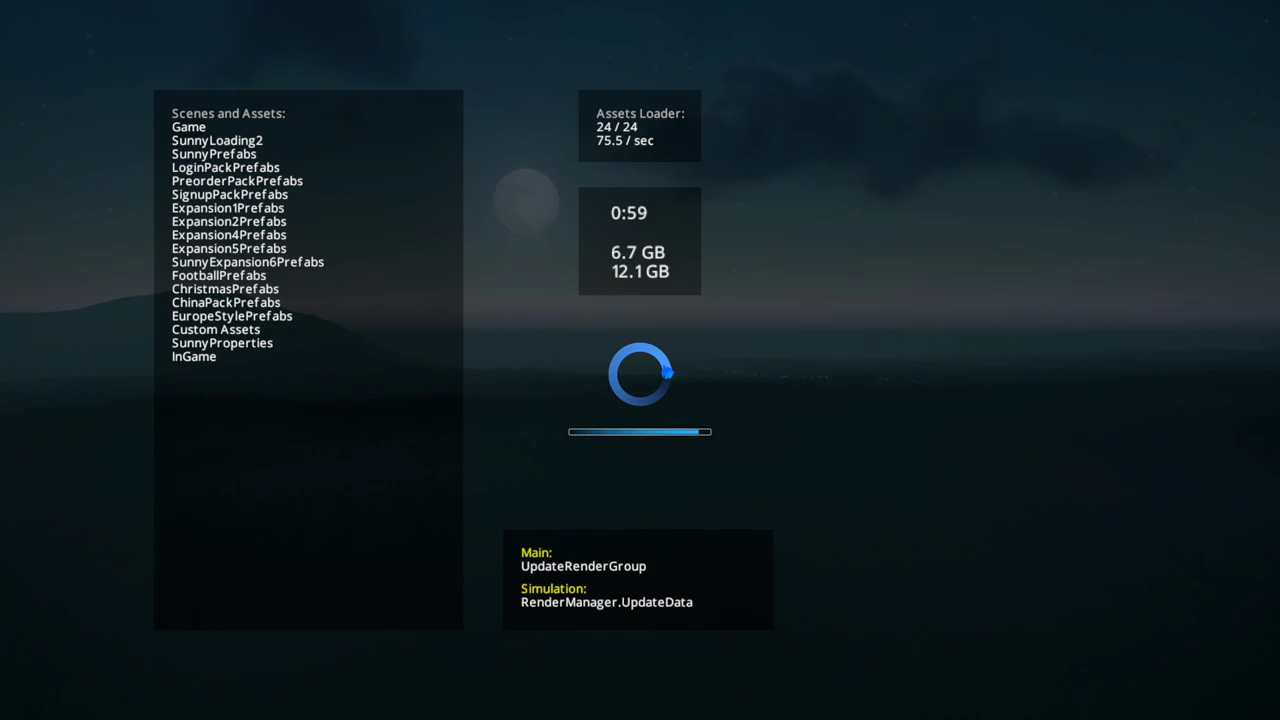 Scenes and Assets:
Game
SunnyLoading2
SunnyPrefabs
LoginPackPrefabs
PreorderPackPrefabs
SignupPackPrefabs
Expansion1Prefabs
Expansion2Prefabs
Expansion4Prefabs
Expansion5Prefabs
SunnyExpansion6Prefabs
FootballPrefabs
ChristmasPrefabs
ChinaPackPrefabs
EuropeStylePrefabs
Custom Assets
SunnyProperties
InGame
Assets Loader:
24 / 24
75.5 / sec
0:59
6.7 GB
12.1 GB
Main:
UpdateRenderGroup
Simulation:
RenderManager.UpdateData